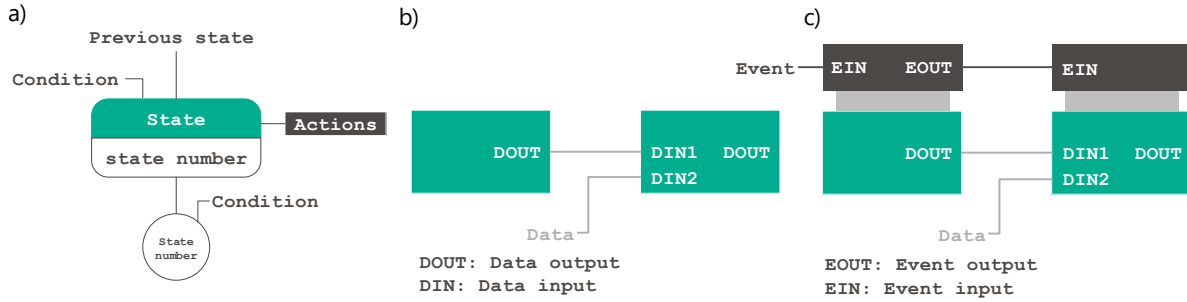 a)
Previous state
Condition
State
Actions
state number
Condition
State
number
b)
DOUT
DIN1 DOUT
DIN2
Data
DOUT: Data output
DIN: Data input
c)
Event
EIN EOUT
EIN
DOUT
DIN1 DOUT
DIN2
Data
EOUT: Event output
EIN: Event input